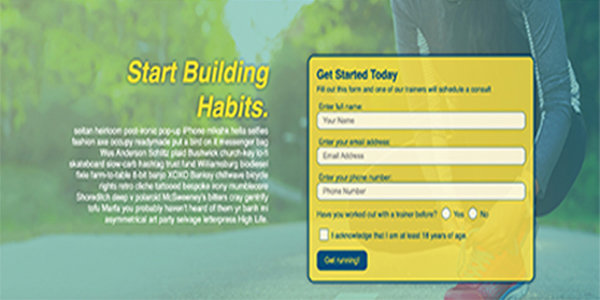 Start Building
Habits.
seitan heirloom post-ironic pop-up iPhone mlkshk hella selfies
fashion axe occupy readymade put a bird on it messenger bag
Wes Anderson Schlitz plaid Bushwick church-key lo-fi
skateboard slow-carb hashtag trust fund Williamsburg biodiesel
fixie farm-to-table 8-bit banjo XOXO Banksy chillwave bicycle
rights retro cliche tattooed bespoke irony mumblecore
Shoreditch deep v polaroid McSweeney's bitters cray gentrify
tofu Marfa you probably haven't heard of them yr banh mi
asymmetrical art party selvage letterpress High Life.
Get Started Today
Fill out this form and one of our trainers will schedule a consult
Enter full name:
Your Name
Enter your email address:
Email Address
Enter your phone number:
Phone Number
Have you worked out with a trainer before? Yes No
I acknowledge that I am at least 18 years of age.
Get running!